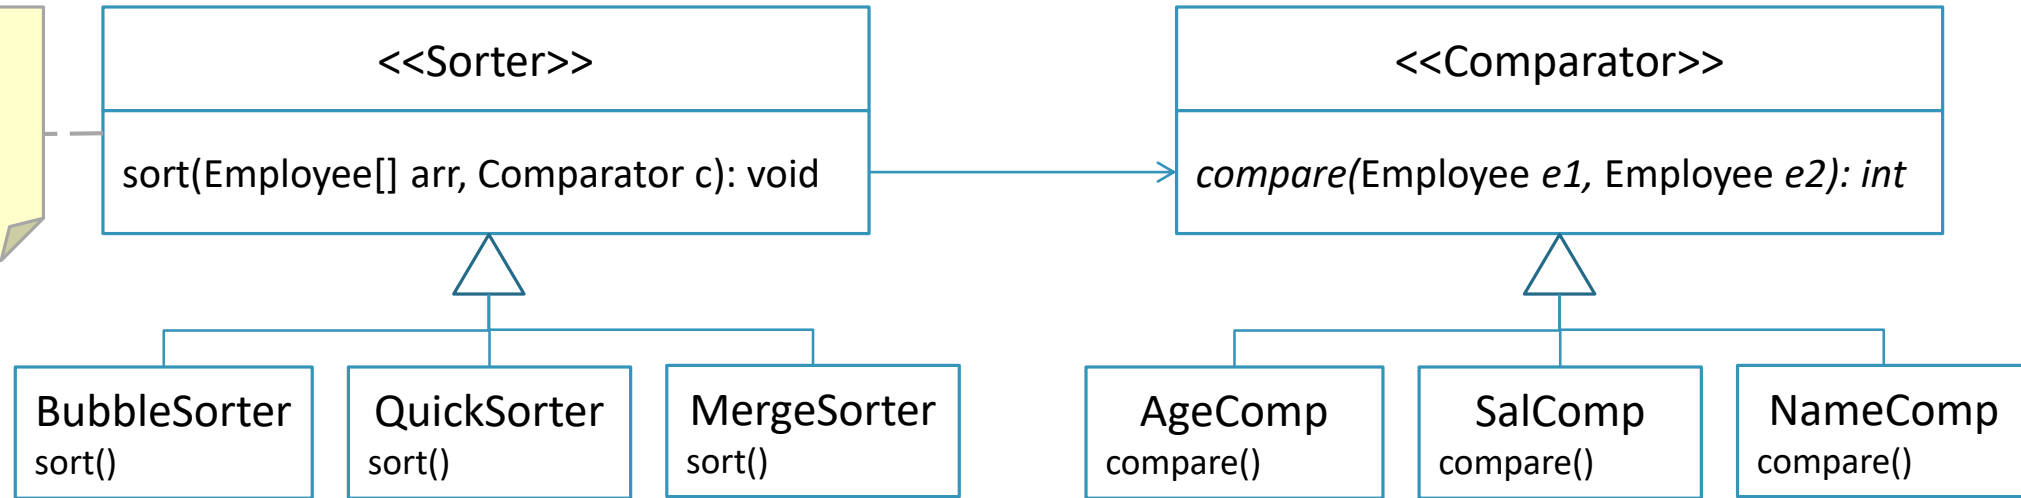 <<Sorter>>
sort(Employee[] arr, Comparator c): void
<<Comparator>>
compare(Employee e1, Employee e2): int
BubbleSorter
sort()
QuickSorter
sort()
MergeSorter
sort()
AgeComp
compare()
SalComp
compare()
NameComp
compare()